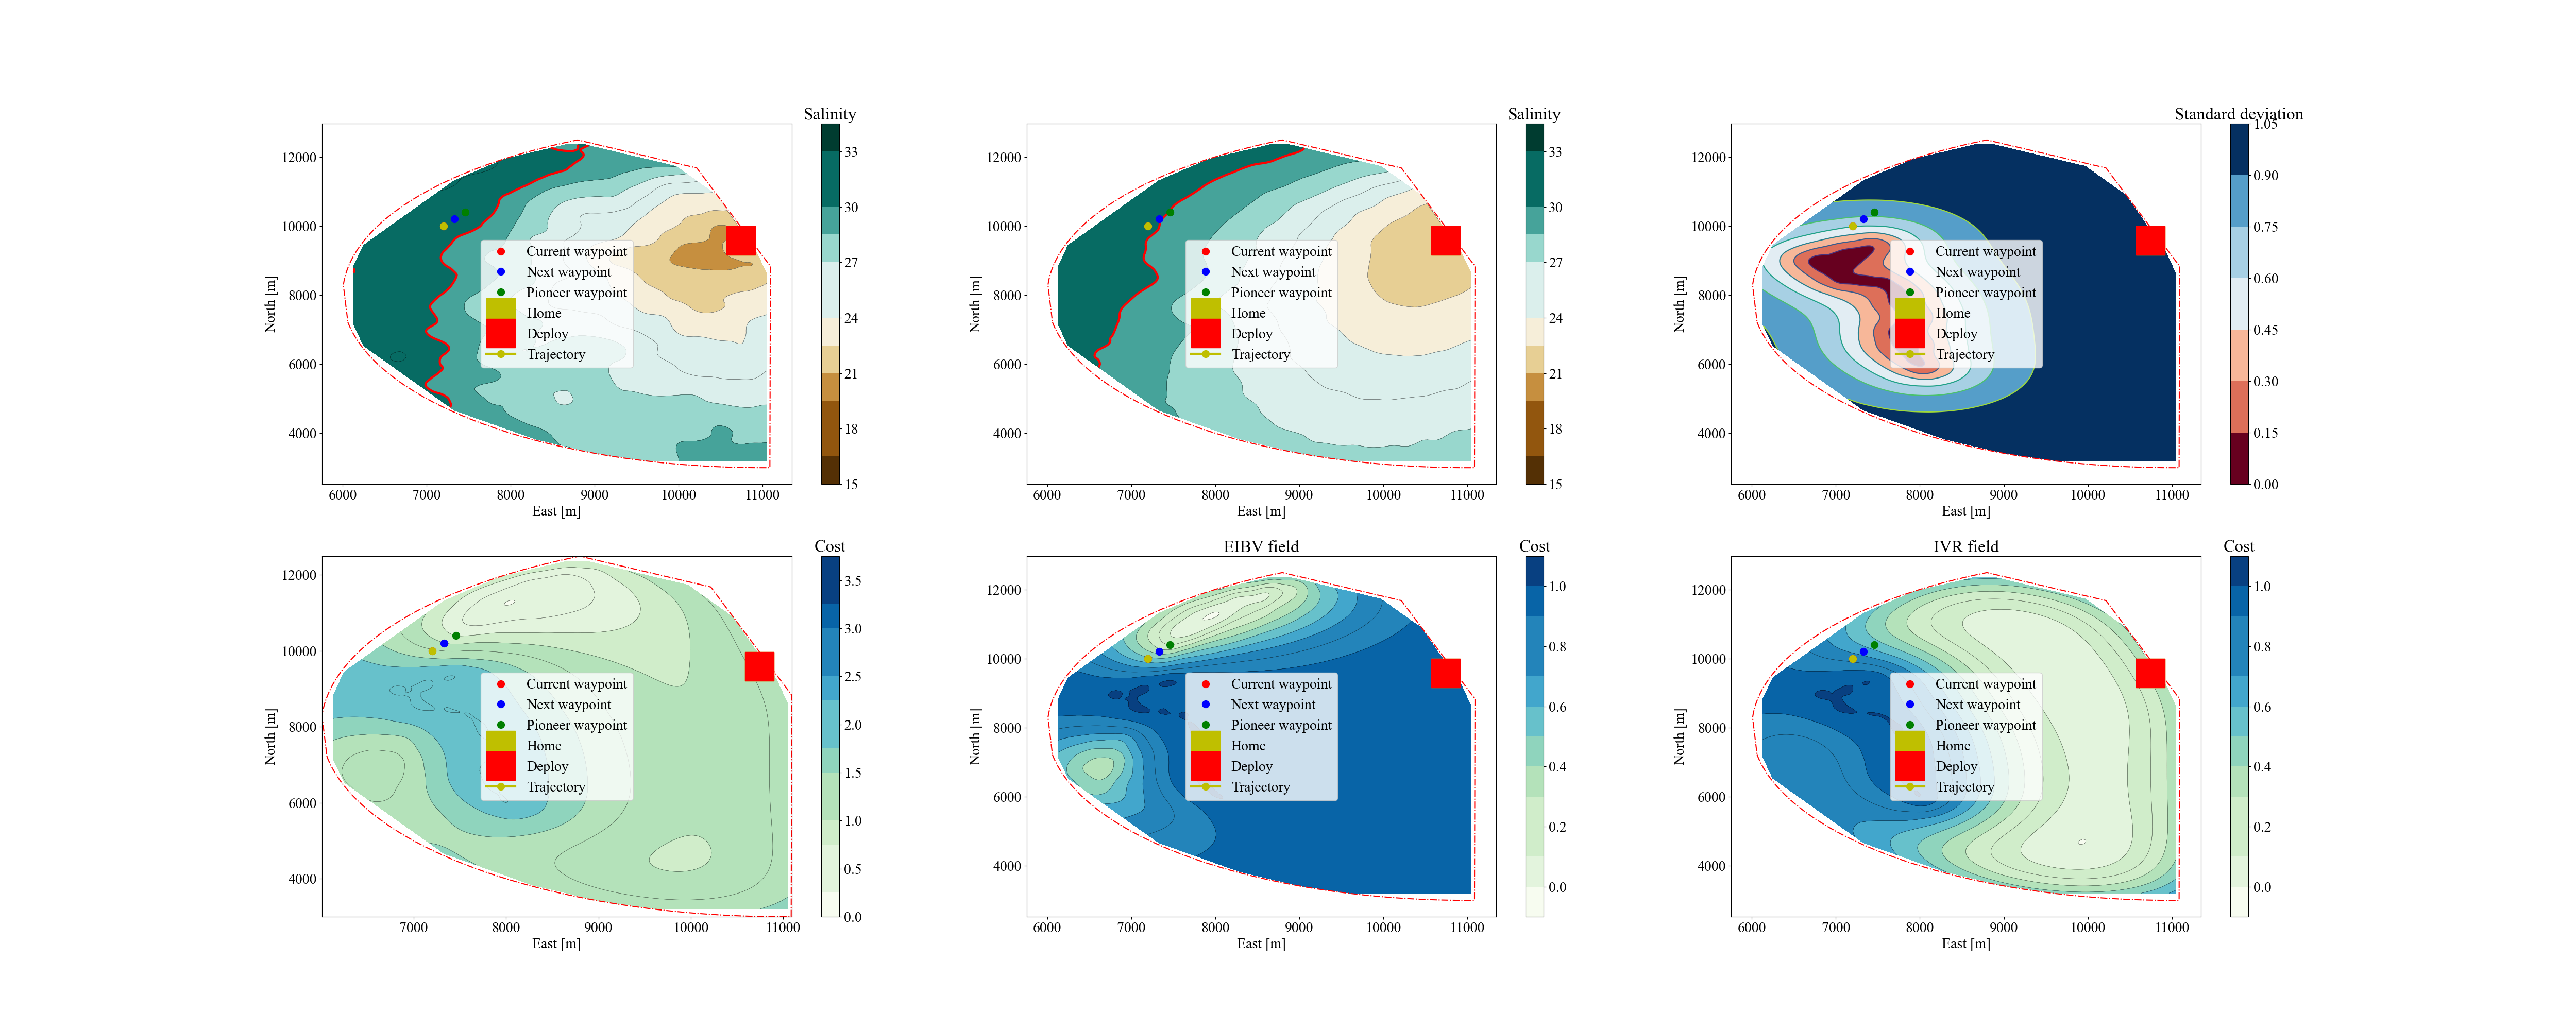 Salinity
12000
10000
8000
6000
4000
North [m]
6000 7000 8000 9000 10000 11000
East [m]
33
30
27
24
21
18
15
Current waypoint
Next waypoint
Pioneer waypoint
Home
Deploy
Trajectory
Salinity
12000
10000
8000
6000
4000
North [m]
6000 7000 8000 9000 10000 11000
East [m]
33
30
27
24
21
18
15
Current waypoint
Next waypoint
Pioneer waypoint
Home
Deploy
Trajectory
Standard deviation
12000
10000
8000
6000
4000
North [m]
6000 7000 8000 9000 10000 11000
East [m]
1.05
0.90
0.75
0.60
0.45
0.30
0.15
0.00
Current waypoint
Next waypoint
Pioneer waypoint
Home
Deploy
Trajectory
Cost
12000
10000
8000
6000
4000
North [m]
7000 8000 9000 10000 11000
East [m]
3.5
3.0
2.5
2.0
1.5
1.0
0.5
0.0
Current waypoint
Next waypoint
Pioneer waypoint
Home
Deploy
Trajectory
EIBV field
Cost
12000
10000
8000
6000
4000
North [m]
6000 7000 8000 9000 10000 11000
East [m]
1.0
0.8
0.6
0.4
0.2
0.0
Current waypoint
Next waypoint
Pioneer waypoint
Home
Deploy
Trajectory
IVR field
Cost
12000
10000
8000
6000
4000
North [m]
6000 7000 8000 9000 10000 11000
East [m]
1.0
0.8
0.6
0.4
0.2
0.0
Current waypoint
Next waypoint
Pioneer waypoint
Home
Deploy
Trajectory